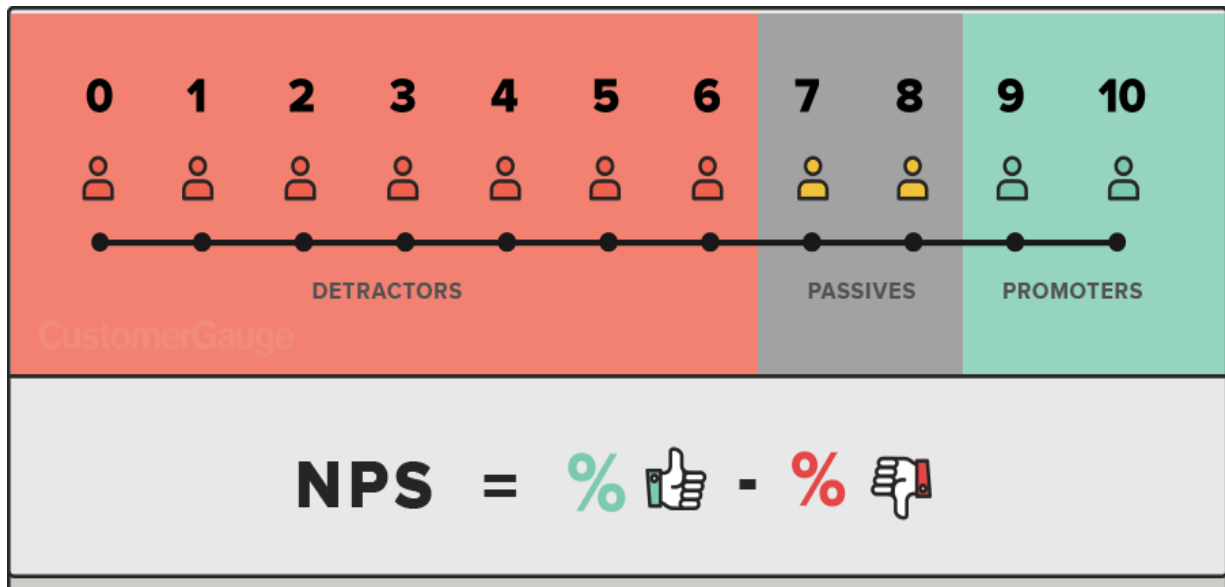 0 1 2 3 4 5 6 7 8 9 10
DETRACTORS PASSIVES PROMOTERS
CustomerGauge
NPS = % - %